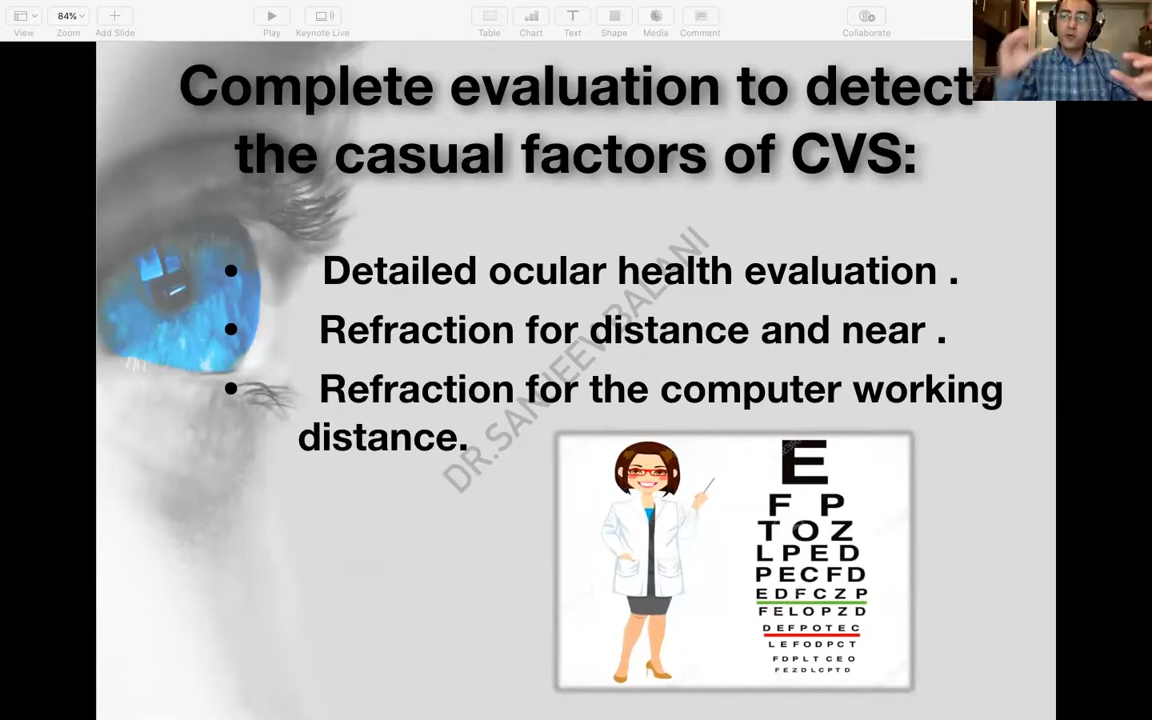 View
84%
Zoom
Add Slide
Play
Keynote Live
Table
Chart
Text
Shape
Media
Comment
Collaborate
Complete evaluation to detect
the casual factors of CVS:
• Detailed ocular health evaluation .
• Refraction for distance and near .
• Refraction for the computer working
distance.
DR.SANJEEV BALANI
E
F P
T O Z
L P E D
P E C F D
E D F C Z P
F E L O P Z D
D E F P O T E C
L E F O D P C T
F D P L T C E O
F E Z D L C P T D